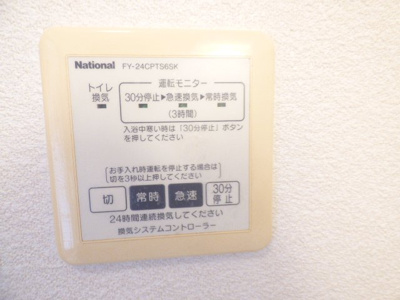 National FY-24CPTS6SK
運転モニター
トイレ
換気
30分停止▶急速換気▶常時換気
(3時間)
入浴中寒い時は「30分停止」ボタン
を押してください
お手入れ時運転を停止する場合は
切を3秒以上押してください
切 常時 急速 30分
停止
24時間連続換気してください
換気システムコントローラー